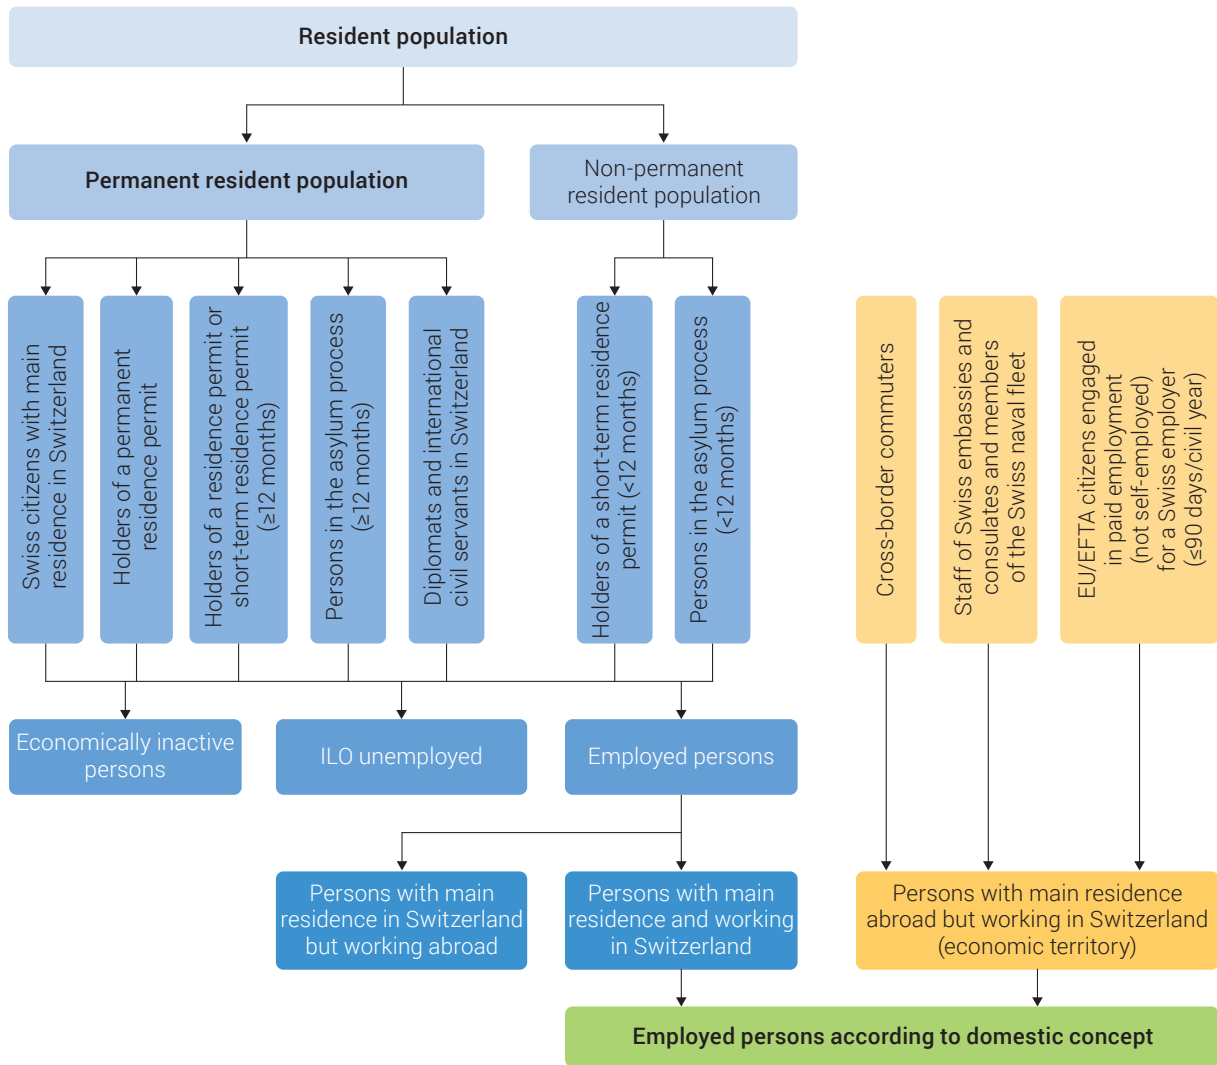 Resident population
Permanent resident population
Non-permanent
resident population
Swiss citizens with main
residence in Switzerland
Holders of a permanent
residence permit
Holders of a residence permit or
short-term residence permit
(≥12 months)
Persons in the asylum process
(≥12 months)
Diplomats and international
civil servants in Switzerland
Holders of a short-term residence
permit (<12 months)
Persons in the asylum process
(<12 months)
Cross-border commuters
Staff of Swiss embassies and
consulates and members
of the Swiss naval fleet
EU/EFTA citizens engaged
in paid employment
(not self-employed)
for a Swiss employer
(≤90 days/civil year)
Economically inactive
persons
ILO unemployed
Employed persons
Persons with main
residence in Switzerland
but working abroad
Persons with main
residence and working
in Switzerland
Persons with main residence
abroad but working in Switzerland
(economic territory)
Employed persons according to domestic concept